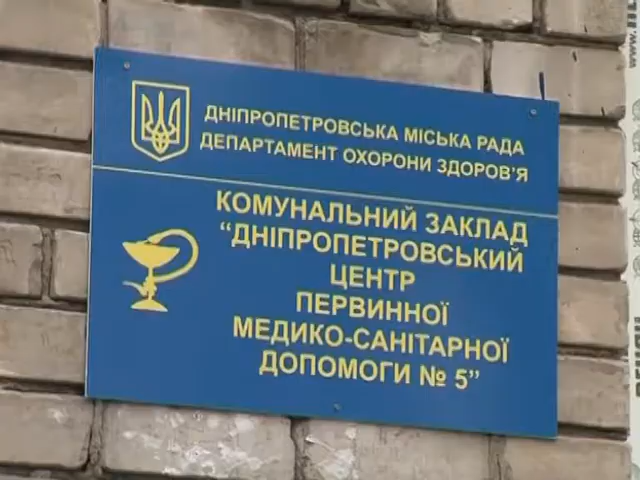 ДНІПРОПЕТРОВСЬКА МІСЬКА РАДА
ДЕПАРТАМЕНТ ОХОРОНИ ЗДОРОВ'Я
КОМУНАЛЬНИЙ ЗАКЛАД
“ДНІПРОПЕТРОВСЬКИЙ
ЦЕНТР
ПЕРВИННОЇ
МЕДИКО-САНІТАРНОЇ
ДОПОМОГИ № 5”